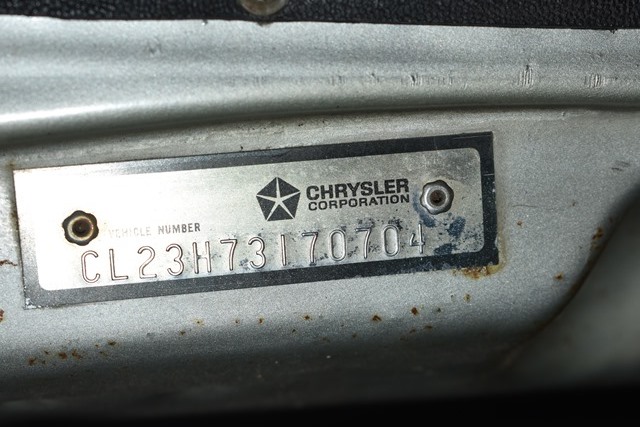 CHRYSLER
CORPORATION
VEHICLE NUMBER
CL23H73170704